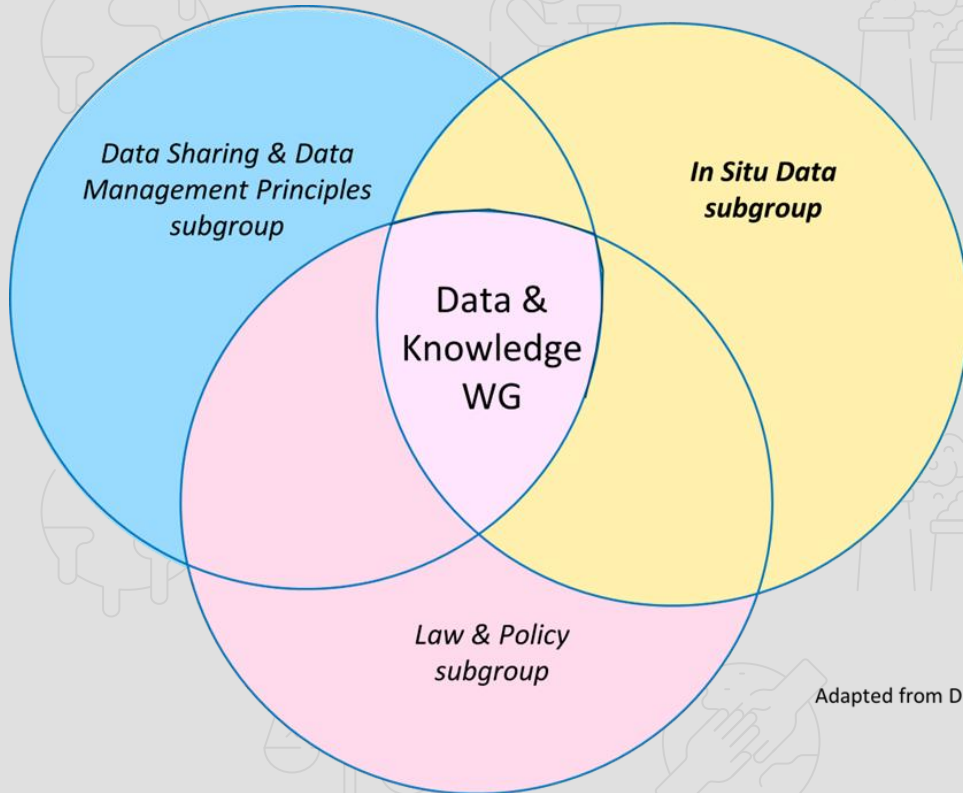 Data Sharing & Data
Management Principles
subgroup
In Situ Data
subgroup
Data &
Knowledge
WG
Law & Policy
subgroup
Adapted from D